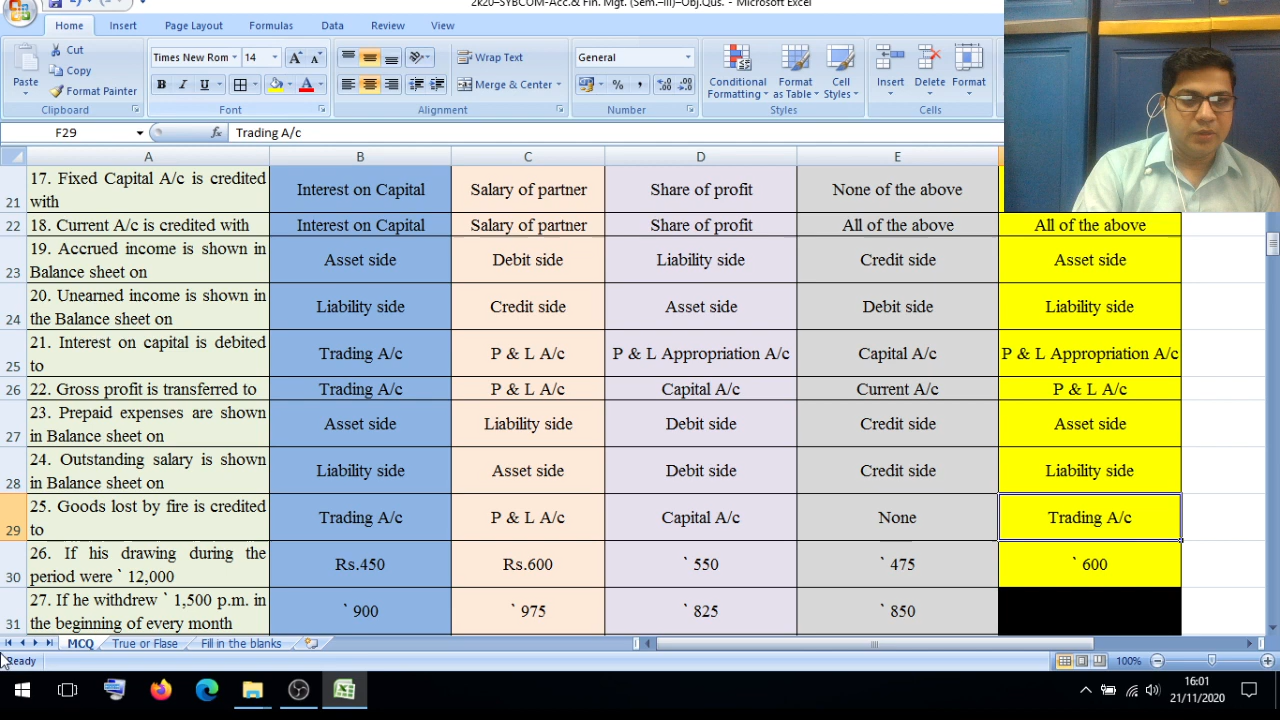 2k20–SYBCOM-Acc.& Fin. Mgt. (Sem.–III)–Obj.Qus. - Microsoft Excel
Home Insert Page Layout Formulas Data Review View
Paste Cut Copy Format Painter
Times New Rom 14 A A
B I U A
Wrap Text
Merge & Center
General
% ,
Conditional Formatting Format as Table Cell Styles
Insert Delete Format
Clipboard Font Alignment Number Styles Cells
F29 fx Trading A/c
A B C D E
21 17. Fixed Capital A/c is credited with Interest on Capital Salary of partner Share of profit None of the above
22 18. Current A/c is credited with Interest on Capital Salary of partner Share of profit All of the above All of the above
23 19. Accrued income is shown in Balance sheet on Asset side Debit side Liability side Credit side Asset side
24 20. Unearned income is shown in the Balance sheet on Liability side Credit side Asset side Debit side Liability side
25 21. Interest on capital is debited to Trading A/c P & L A/c P & L Appropriation A/c Capital A/c P & L Appropriation A/c
26 22. Gross profit is transferred to Trading A/c P & L A/c Capital A/c Current A/c P & L A/c
27 23. Prepaid expenses are shown in Balance sheet on Asset side Liability side Debit side Credit side Asset side
28 24. Outstanding salary is shown in Balance sheet on Liability side Asset side Debit side Credit side Liability side
29 25. Goods lost by fire is credited to Trading A/c P & L A/c Capital A/c None Trading A/c
30 26. If his drawing during the period were ` 12,000 Rs.450 Rs.600 ` 550 ` 475 ` 600
31 27. If he withdrew ` 1,500 p.m. in the beginning of every month ` 900 ` 975 ` 825 ` 850
MCQ True or Flase Fill in the blanks
Ready 100%
16:01
21/11/2020